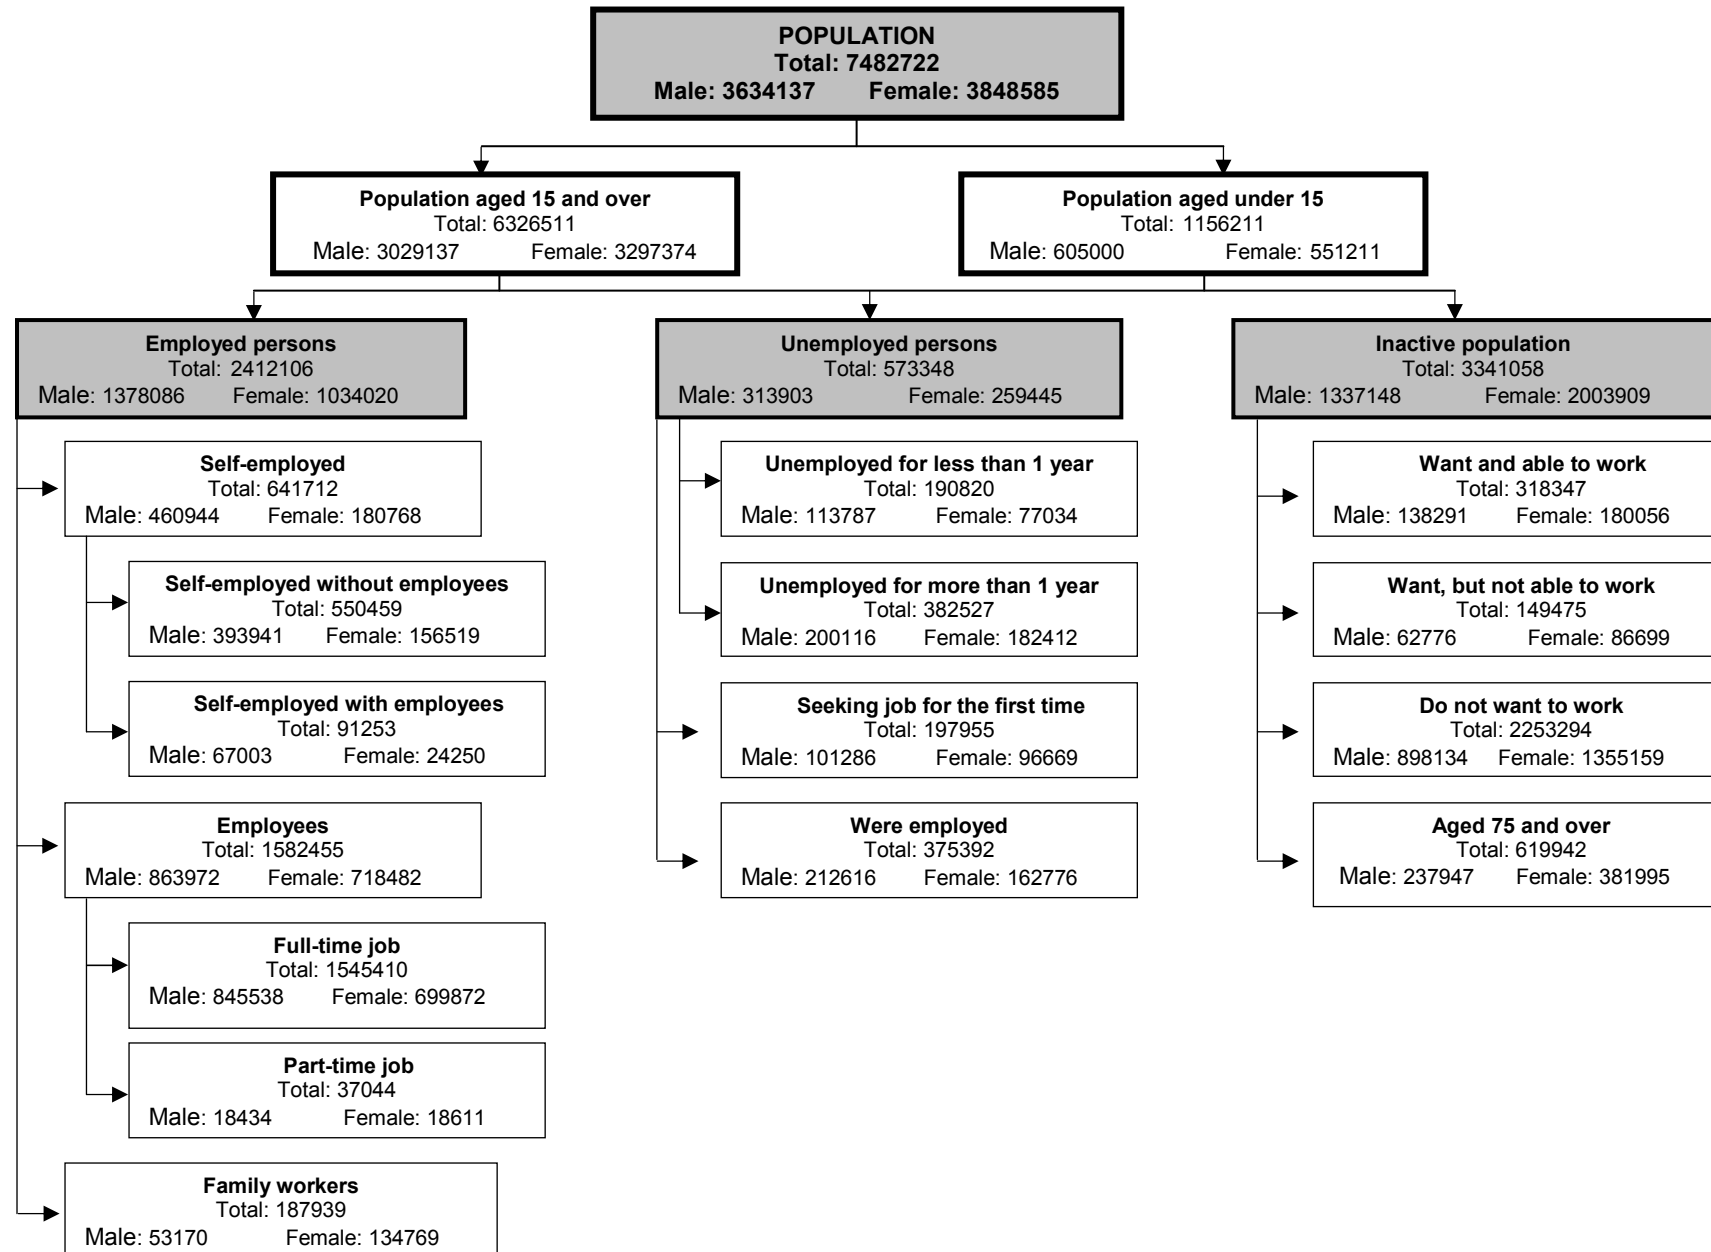 POPULATION
Total: 7482722
Male: 3634137 Female: 3848585
Population aged 15 and over
Total: 6326511
Male: 3029137 Female: 3297374
Population aged under 15
Total: 1156211
Male: 605000 Female: 551211
Employed persons
Total: 2412106
Male: 1378086 Female: 1034020
Self-employed
Total: 641712
Male: 460944 Female: 180768
Self-employed without employees
Total: 550459
Male: 393941 Female: 156519
Self-employed with employees
Total: 91253
Male: 67003 Female: 24250
Employees
Total: 1582455
Male: 863972 Female: 718482
Full-time job
Total: 1545410
Male: 845538 Female: 699872
Part-time job
Total: 37044
Male: 18434 Female: 18611
Family workers
Total: 187939
Male: 53170 Female: 134769
Unemployed persons
Total: 573348
Male: 313903 Female: 259445
Unemployed for less than 1 year
Total: 190820
Male: 113787 Female: 77034
Unemployed for more than 1 year
Total: 382527
Male: 200116 Female: 182412
Seeking job for the first time
Total: 197955
Male: 101286 Female: 96669
Were employed
Total: 375392
Male: 212616 Female: 162776
Inactive population
Total: 3341058
Male: 1337148 Female: 2003909
Want and able to work
Total: 318347
Male: 138291 Female: 180056
Want, but not able to work
Total: 149475
Male: 62776 Female: 86699
Do not want to work
Total: 2253294
Male: 898134 Female: 1355159
Aged 75 and over
Total: 619942
Male: 237947 Female: 381995